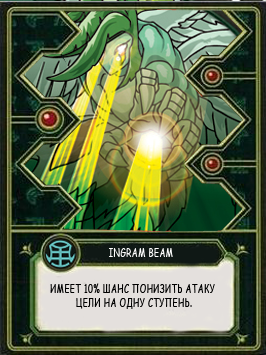 INGRAM BEAM
ИМЕЕТ 10% ШАНС ПОНИЗИТЬ АТАКУ
ЦЕЛИ НА ОДНУ СТУПЕНЬ.